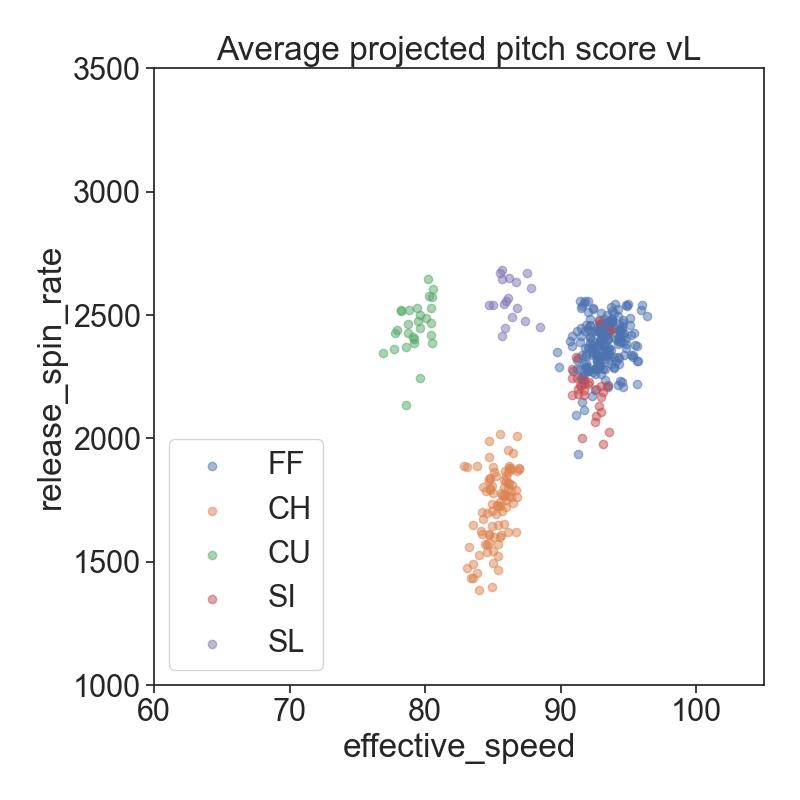 Average projected pitch score vL
3500
3000
2500
2000
1500
1000
release_spin_rate
FF
CH
CU
SI
SL
60 70 80 90 100
effective_speed